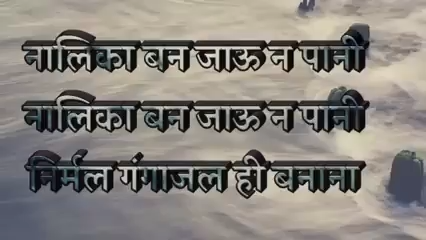 नालिका बन जाऊ न पानी
नालिका बन जाऊ न पानी
निर्मल गंगाजल ही बनाना